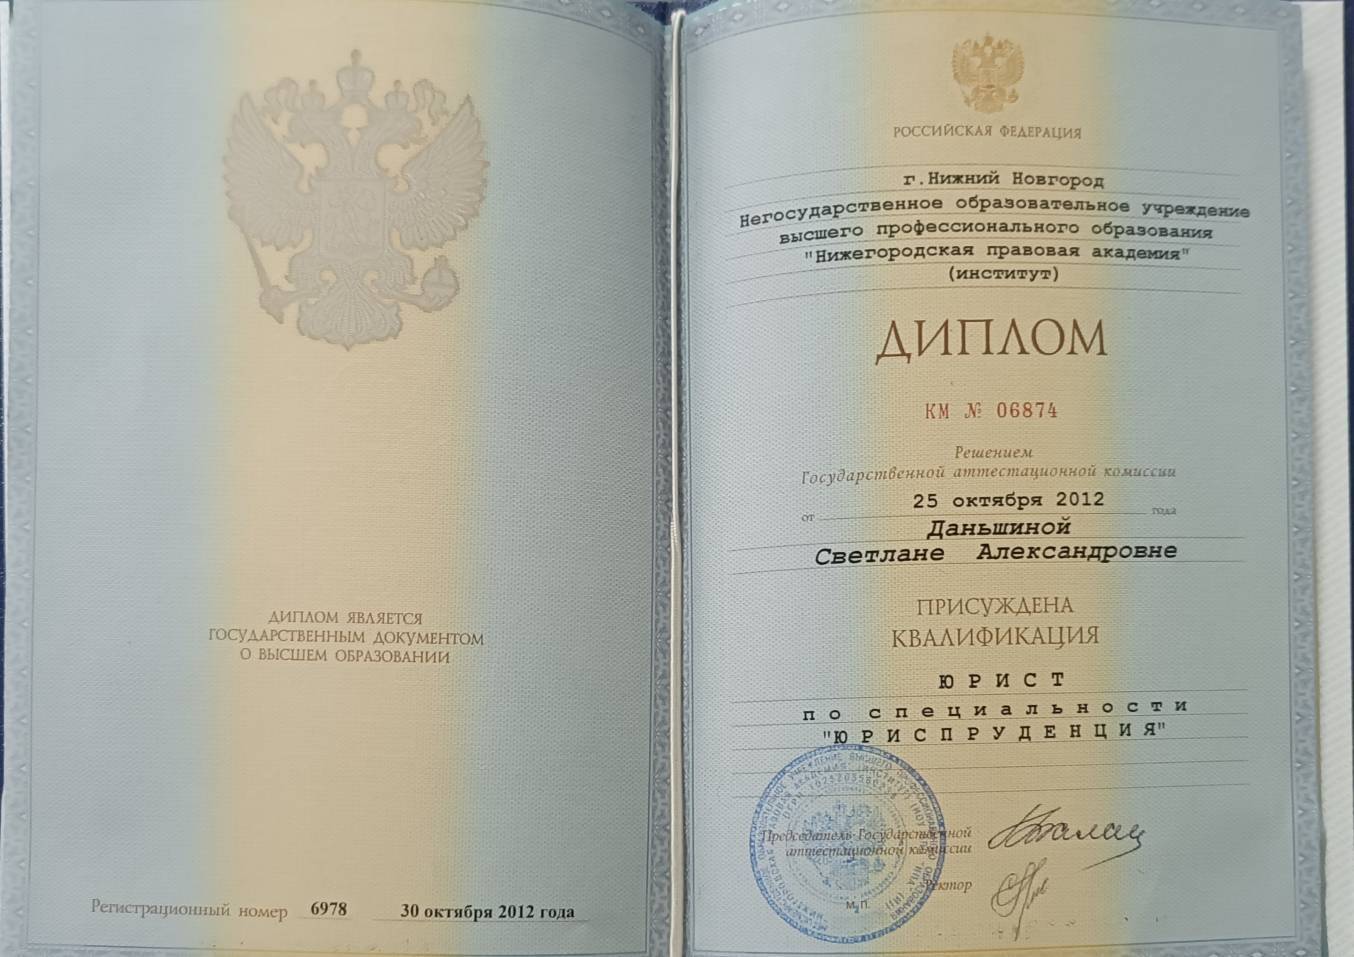 ДИПЛОМ ЯВЛЯЕТСЯ
ГОСУДАРСТВЕННЫМ ДОКУМЕНТОМ
О ВЫСШЕМ ОБРАЗОВАНИИ
Регистрационный номер 6978 30 октября 2012 года
РОССИЙСКАЯ ФЕДЕРАЦИЯ
г.Нижний Новгород
Негосударственное образовательное учреждение
высшего профессионального образования
"Нижегородская правовая академия"
(институт)
ДИПЛОМ
КМ № 06874
Решением
Государственной аттестационной комиссии
от 25 октября 2012 года
Даньшиной
Светлане Александровне
ПРИСУЖДЕНА
КВАЛИФИКАЦИЯ
ЮРИСТ
по специальности
"ЮРИСПРУДЕНЦИЯ"
Председатель Государственной
аттестационной комиссии
Ректор
М.П.